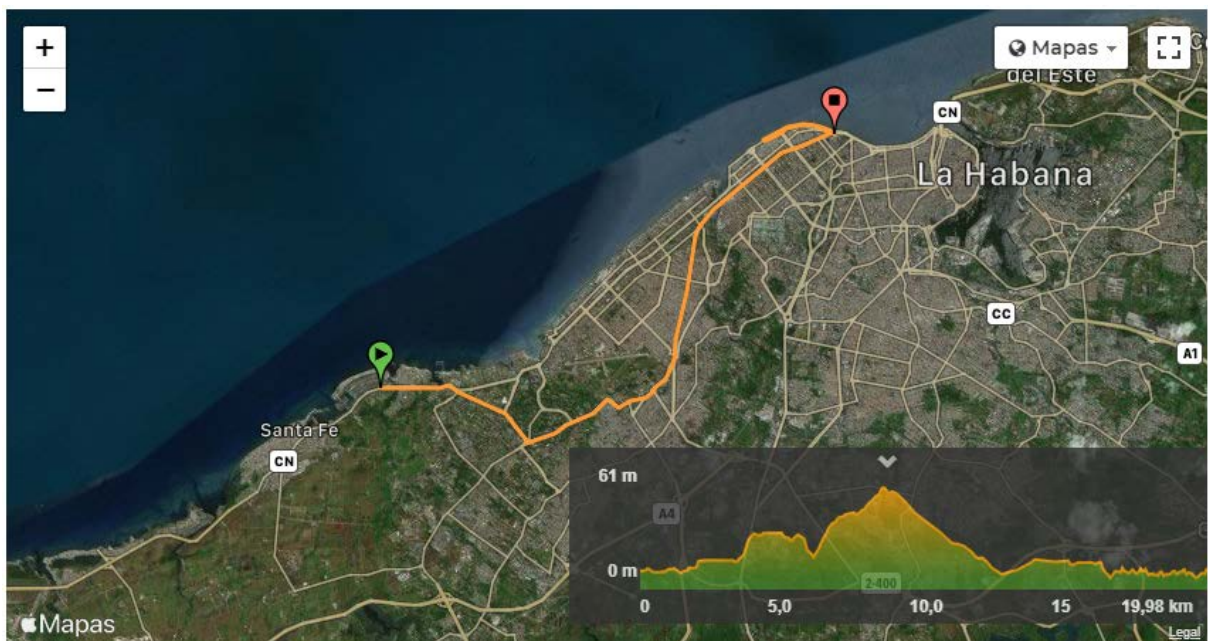 +
−
Mapas
del Este
CN
La Habana
CC
A1
Santa Fe
CN
61 m
A4
0 m
2-400
0 5,0 10,0 15 19,98 km
Mapas
Legal